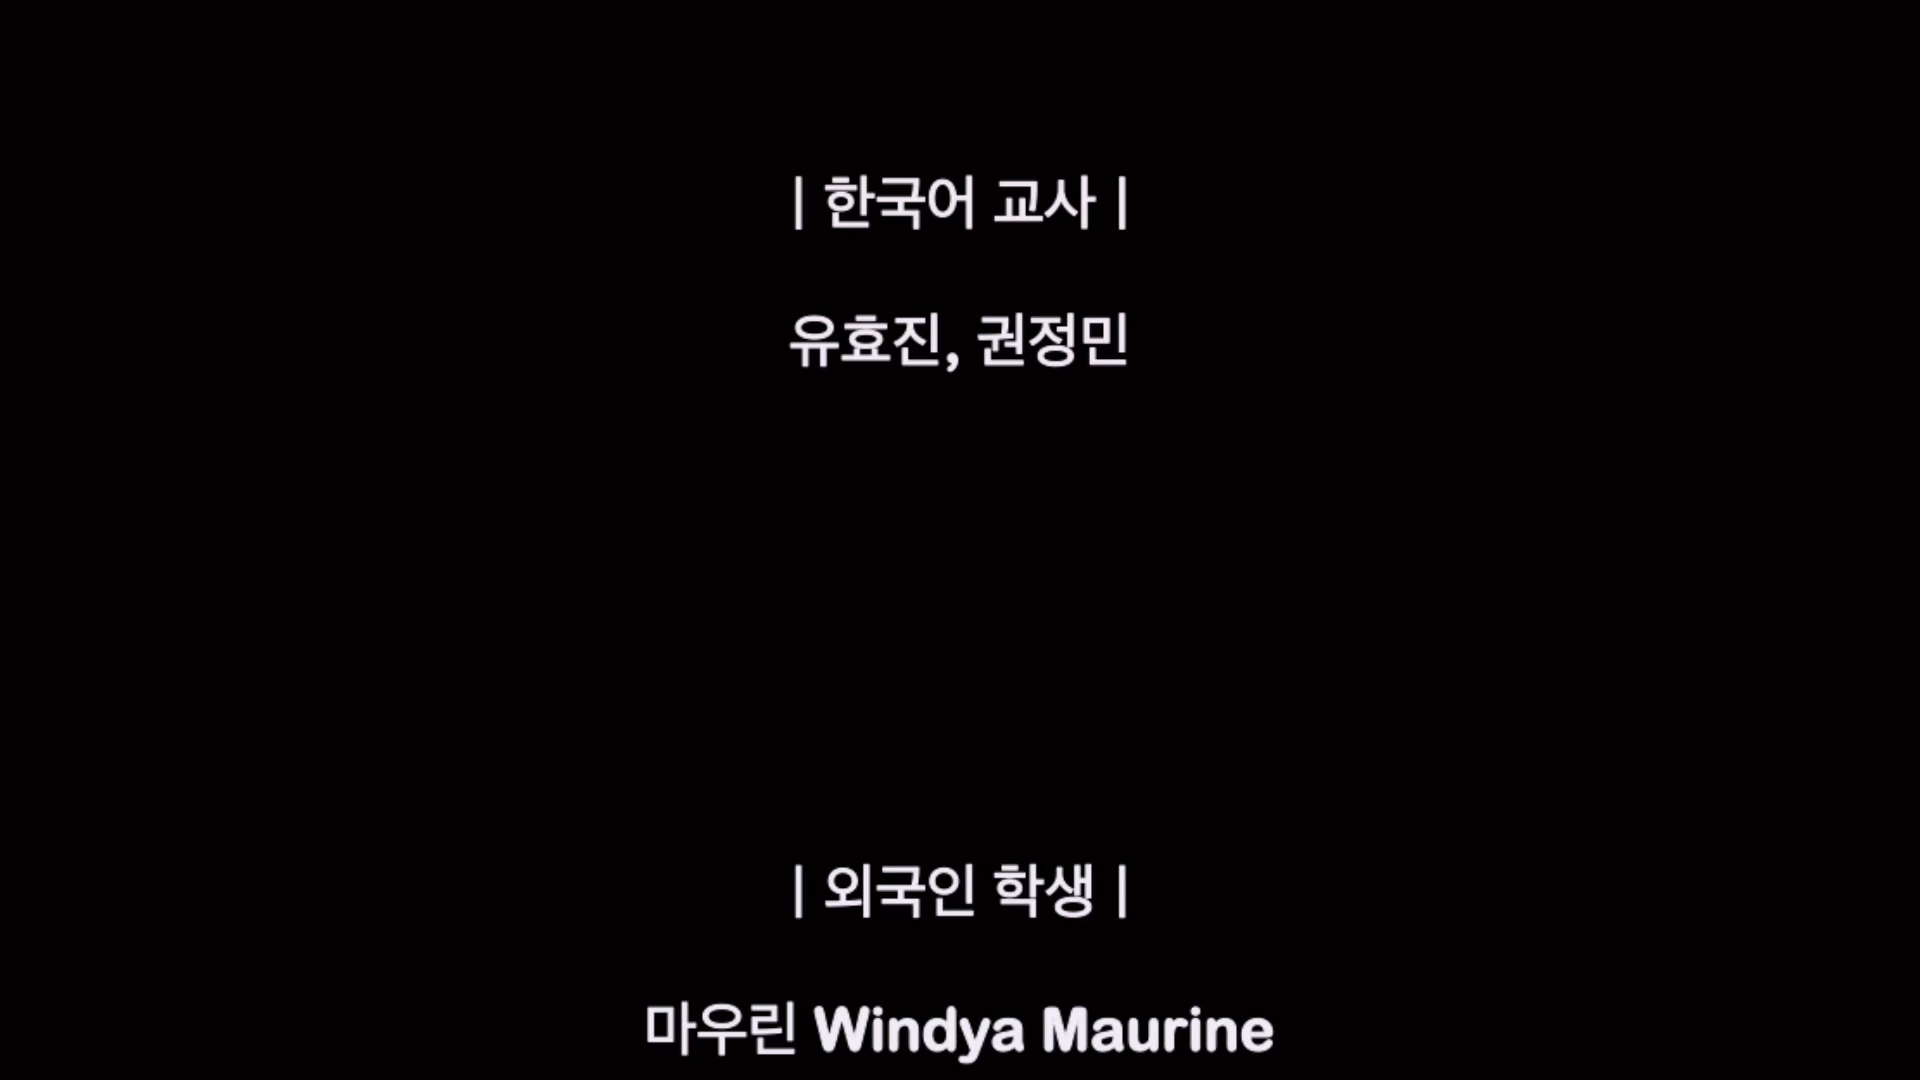 | 한국어 교사 |
유효진, 권정민
| 외국인 학생 |
마우린 Windya Maurine